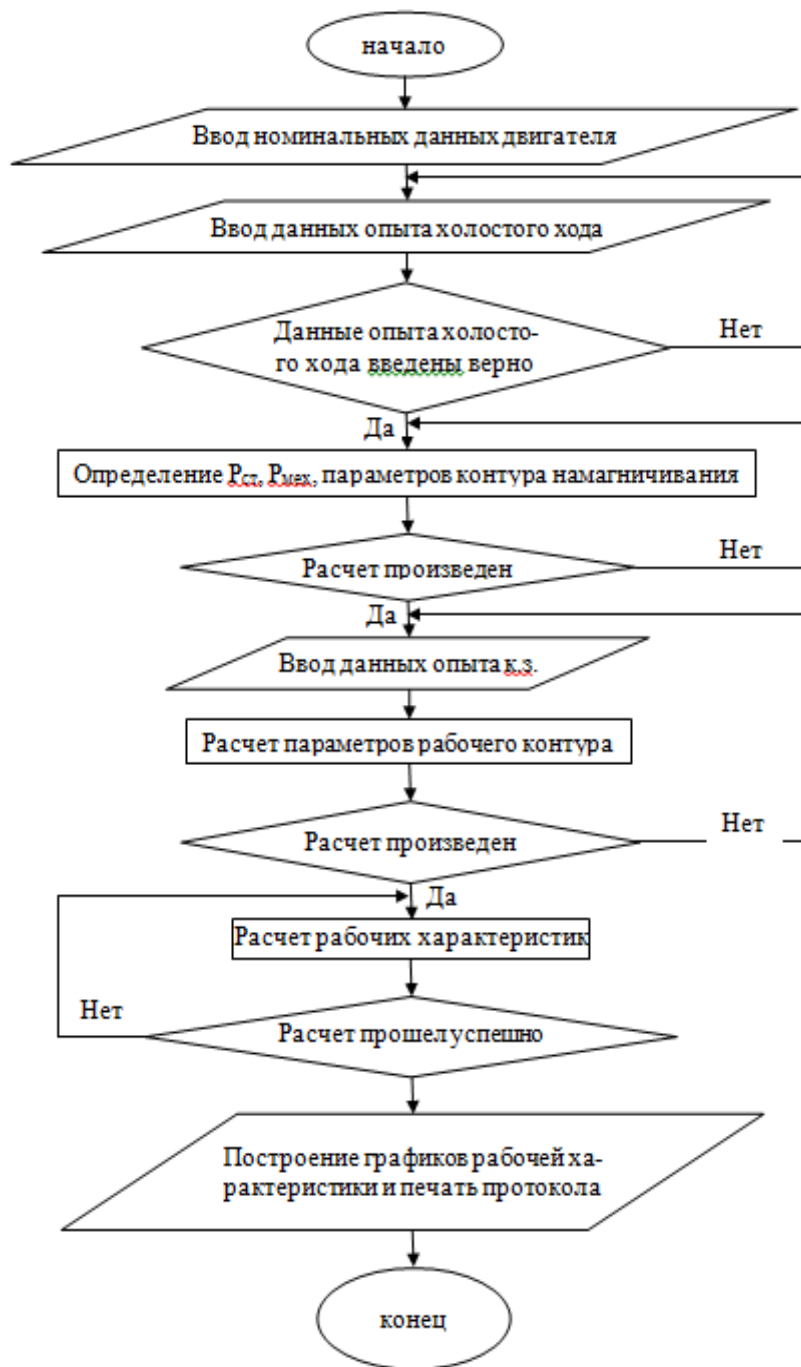 начало
Ввод номинальных данных двигателя
Ввод данных опыта холостого хода
Данные опыта холосто-
го хода введены верно
Нет
Да
Определение Рст, Рмех, параметров контура намагничивания
Расчет произведен
Нет
Да
Ввод данных опыта к.з.
Расчет параметров рабочего контура
Расчет произведен
Нет
Да
Расчет рабочих характеристик
Нет
Расчет прошел успешно
Построение графиков рабочей ха-
рактеристики и печать протокола
конец